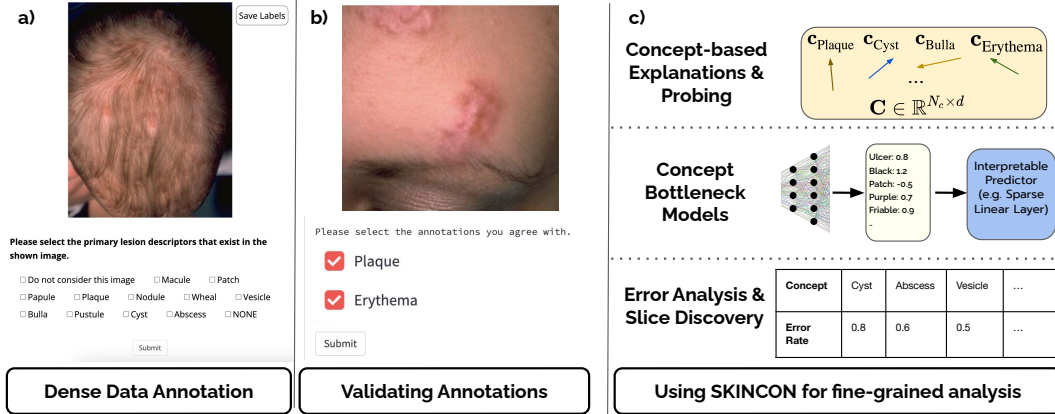 a)
Save Labels
Please select the primary lesion descriptors that exist in the
shown image.
Do not consider this image Macule Patch
Papule Plaque Nodule Wheal Vesicle
Bulla Pustule Cyst Abscess NONE
Submit
Dense Data Annotation
b)
Please select the annotations you agree with.
Plaque
Erythema
Submit
Validating Annotations
c)
Concept-based
Explanations &
Probing
c_Plaque c_Cyst c_Bulla c_Erythema
...
C ∈ ℝ^{N_c×d}
Concept
Bottleneck
Models
Ulcer: 0.8
Black: 1.2
Patch: -0.5
Purple: 0.7
Friable: 0.9
..
Interpretable
Predictor
(e.g. Sparse
Linear Layer)
Error Analysis &
Slice Discovery
Concept Cyst Abscess Vesicle ...
Error
Rate 0.8 0.6 0.5 ...
Using SKINCON for fine-grained analysis